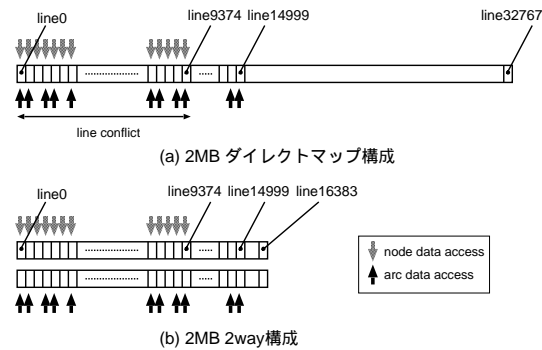 line0
line9374 line14999
line32767
line conflict
(a) 2MB ダイレクトマップ構成
line0
line9374 line14999 line16383
node data access
arc data access
(b) 2MB 2way構成